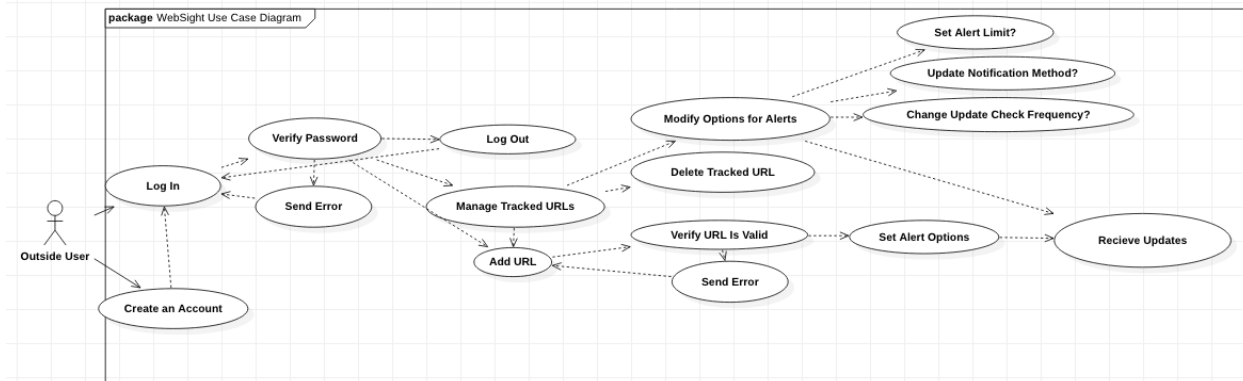 package WebSight Use Case Diagram
Set Alert Limit?
Update Notification Method?
Change Update Check Frequency?
Modify Options for Alerts
Verify Password
Log Out
Delete Tracked URL
Log In
Send Error
Manage Tracked URLs
Verify URL Is Valid
Set Alert Options
Recieve Updates
Outside User
Add URL
Send Error
Create an Account